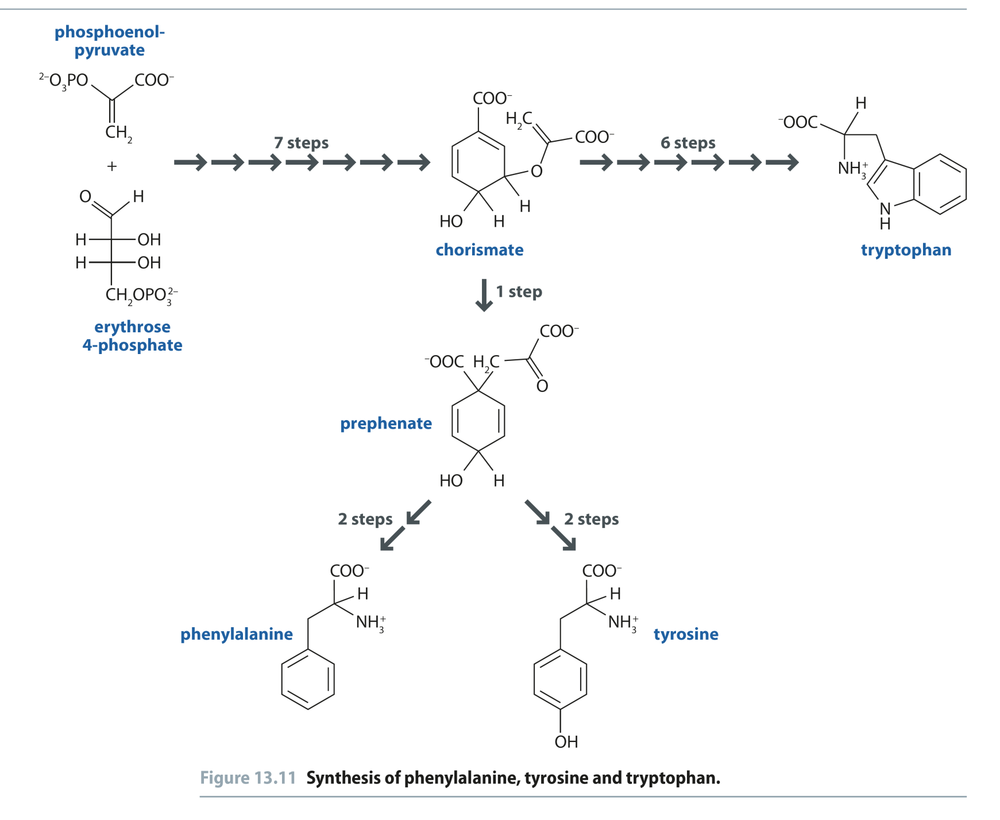 phosphoenol-
pyruvate
²⁻O₃PO COO⁻
CH₂
+
O H
H OH
H OH
CH₂OPO₃²⁻
erythrose
4-phosphate
7 steps
COO⁻
H₂C
COO⁻
O
H
HO H
chorismate
6 steps
H
⁻OOC
NH₃⁺
N
H
tryptophan
1 step
COO⁻
⁻OOC H₂C
O
prephenate
HO H
2 steps
2 steps
COO⁻
H
NH₃⁺
phenylalanine
COO⁻
H
NH₃⁺
tyrosine
OH
Figure 13.11 Synthesis of phenylalanine, tyrosine and tryptophan.